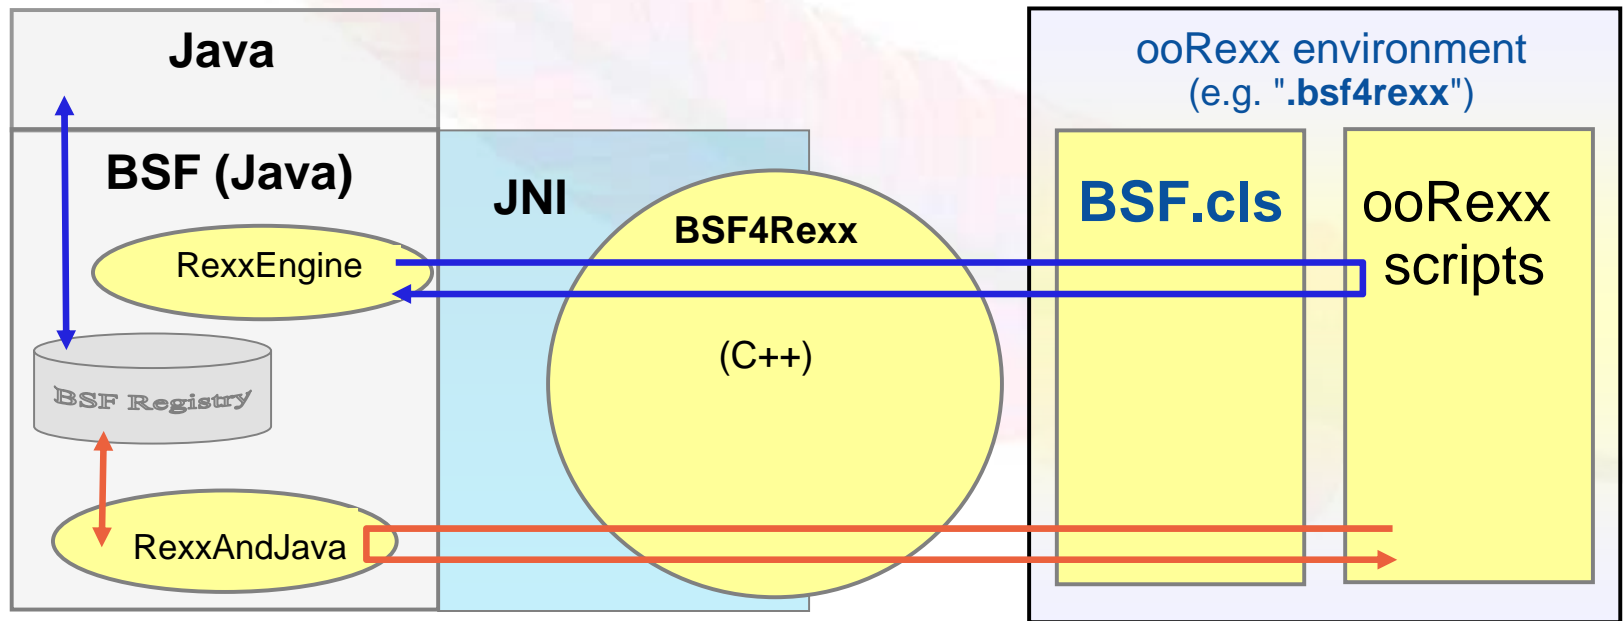 Java
BSF (Java)
RexxEngine
BSF Registry
RexxAndJava
JNI
BSF4Rexx
(C++)
ooRexx environment
(e.g. ".bsf4rexx")
BSF.cls
ooRexx
scripts